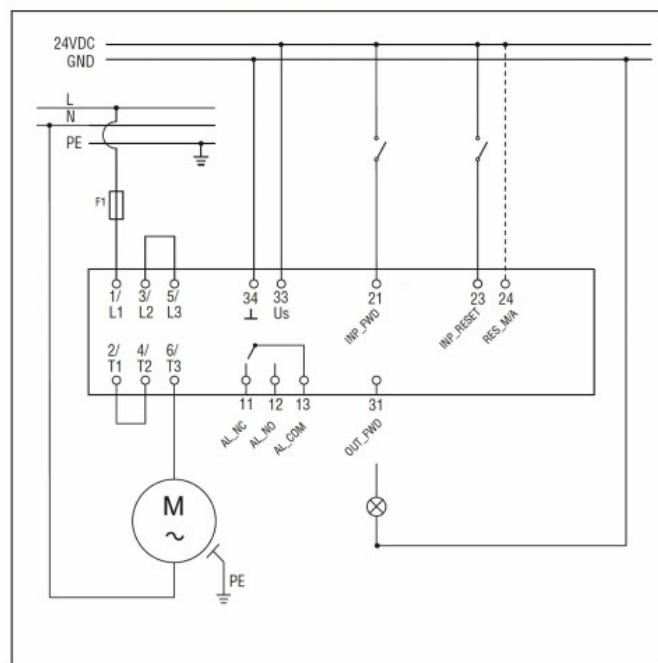 24VDC
GND
L
N
PE
F1
1/ 3/ 5/ 34 33 21 23 24
L1 L2 L3 ⊥ Us INP_FWD INP_RESET RES_M/A
2/ 4/ 6/
T1 T2 T3
11 12 13 31
AL_NC AL_NO AL_COM OUT_FWD
M
~
PE